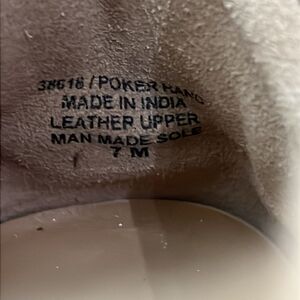 38616 / POKER HAND
MADE IN INDIA
LEATHER UPPER
MAN MADE SOLE
7 M